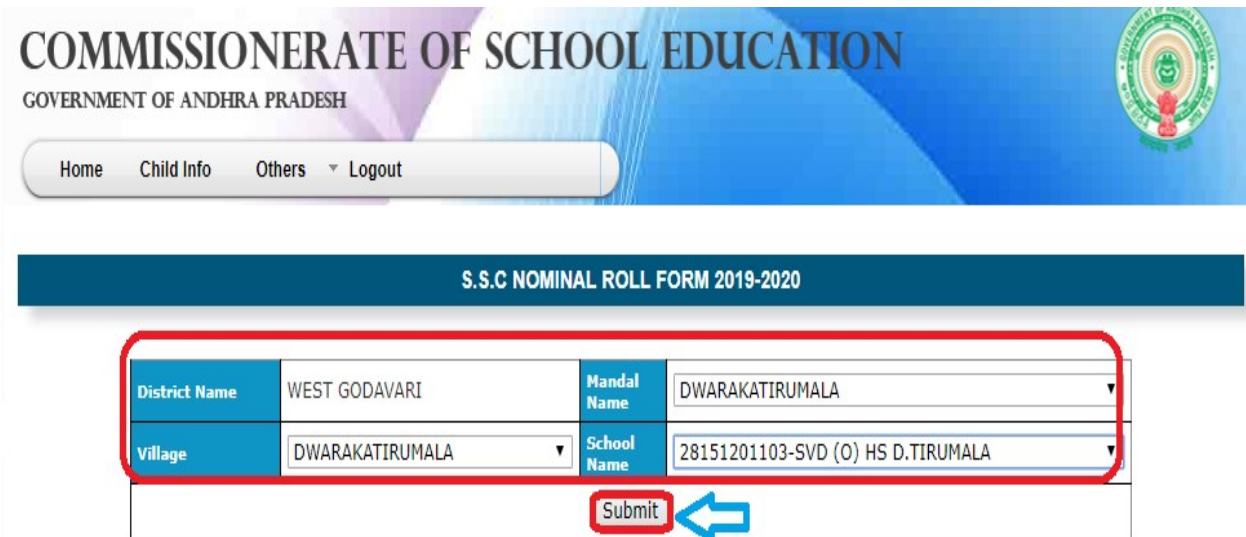 COMMISSIONERATE OF SCHOOL EDUCATION
GOVERNMENT OF ANDHRA PRADESH
Home Child Info Others Logout
S.S.C NOMINAL ROLL FORM 2019-2020
District Name WEST GODAVARI Mandal Name DWARAKATIRUMALA
Village DWARAKATIRUMALA School Name 28151201103-SVD (O) HS D.TIRUMALA
Submit